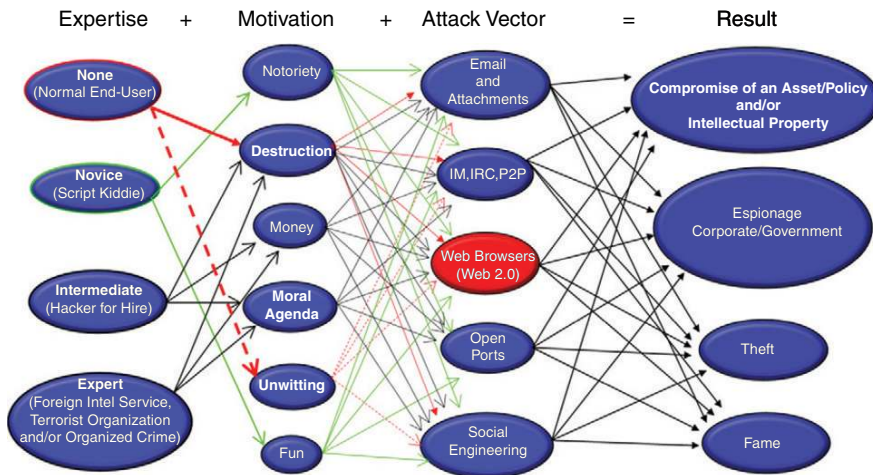 Expertise + Motivation + Attack Vector = Result
None
(Normal End-User)
Novice
(Script Kiddie)
Intermediate
(Hacker for Hire)
Expert
(Foreign Intel Service,
Terrorist Organization
and/or Organized Crime)
Notoriety
Destruction
Money
Moral
Agenda
Unwitting
Fun
Email
and
Attachments
IM,IRC,P2P
Web Browsers
(Web 2.0)
Open
Ports
Social
Engineering
Compromise of an Asset/Policy
and/or
Intellectual Property
Espionage
Corporate/Government
Theft
Fame